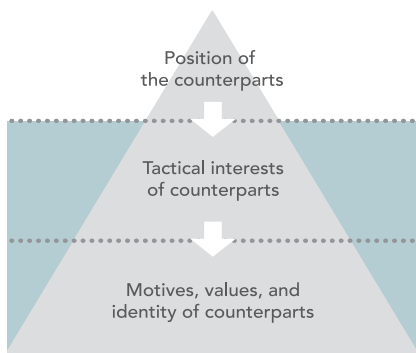 Position of
the counterparts
Tactical interests
of counterparts
Motives, values, and
identity of counterparts